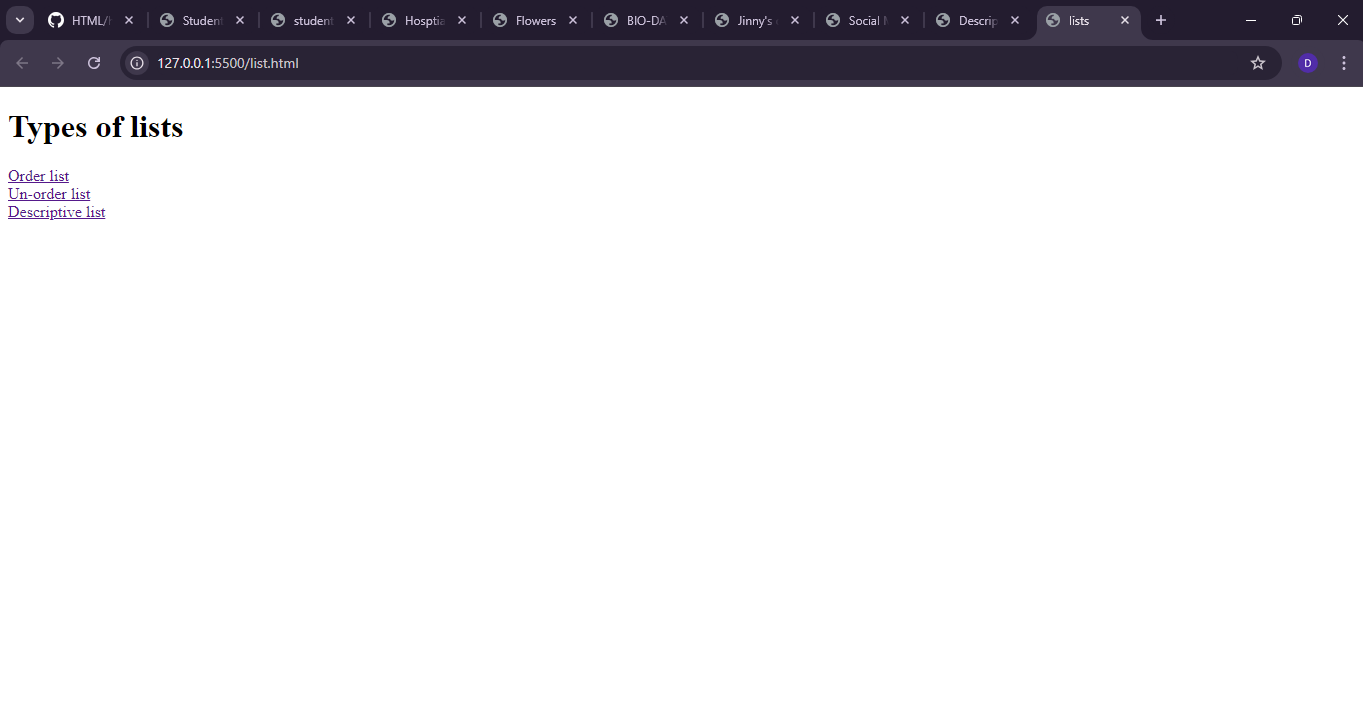 HTML/ Student student Hosptia Flowers BIO-DA Jinny's Social Descrip lists
127.0.0.1:5500/list.html
D
Types of lists
Order list
Un-order list
Descriptive list